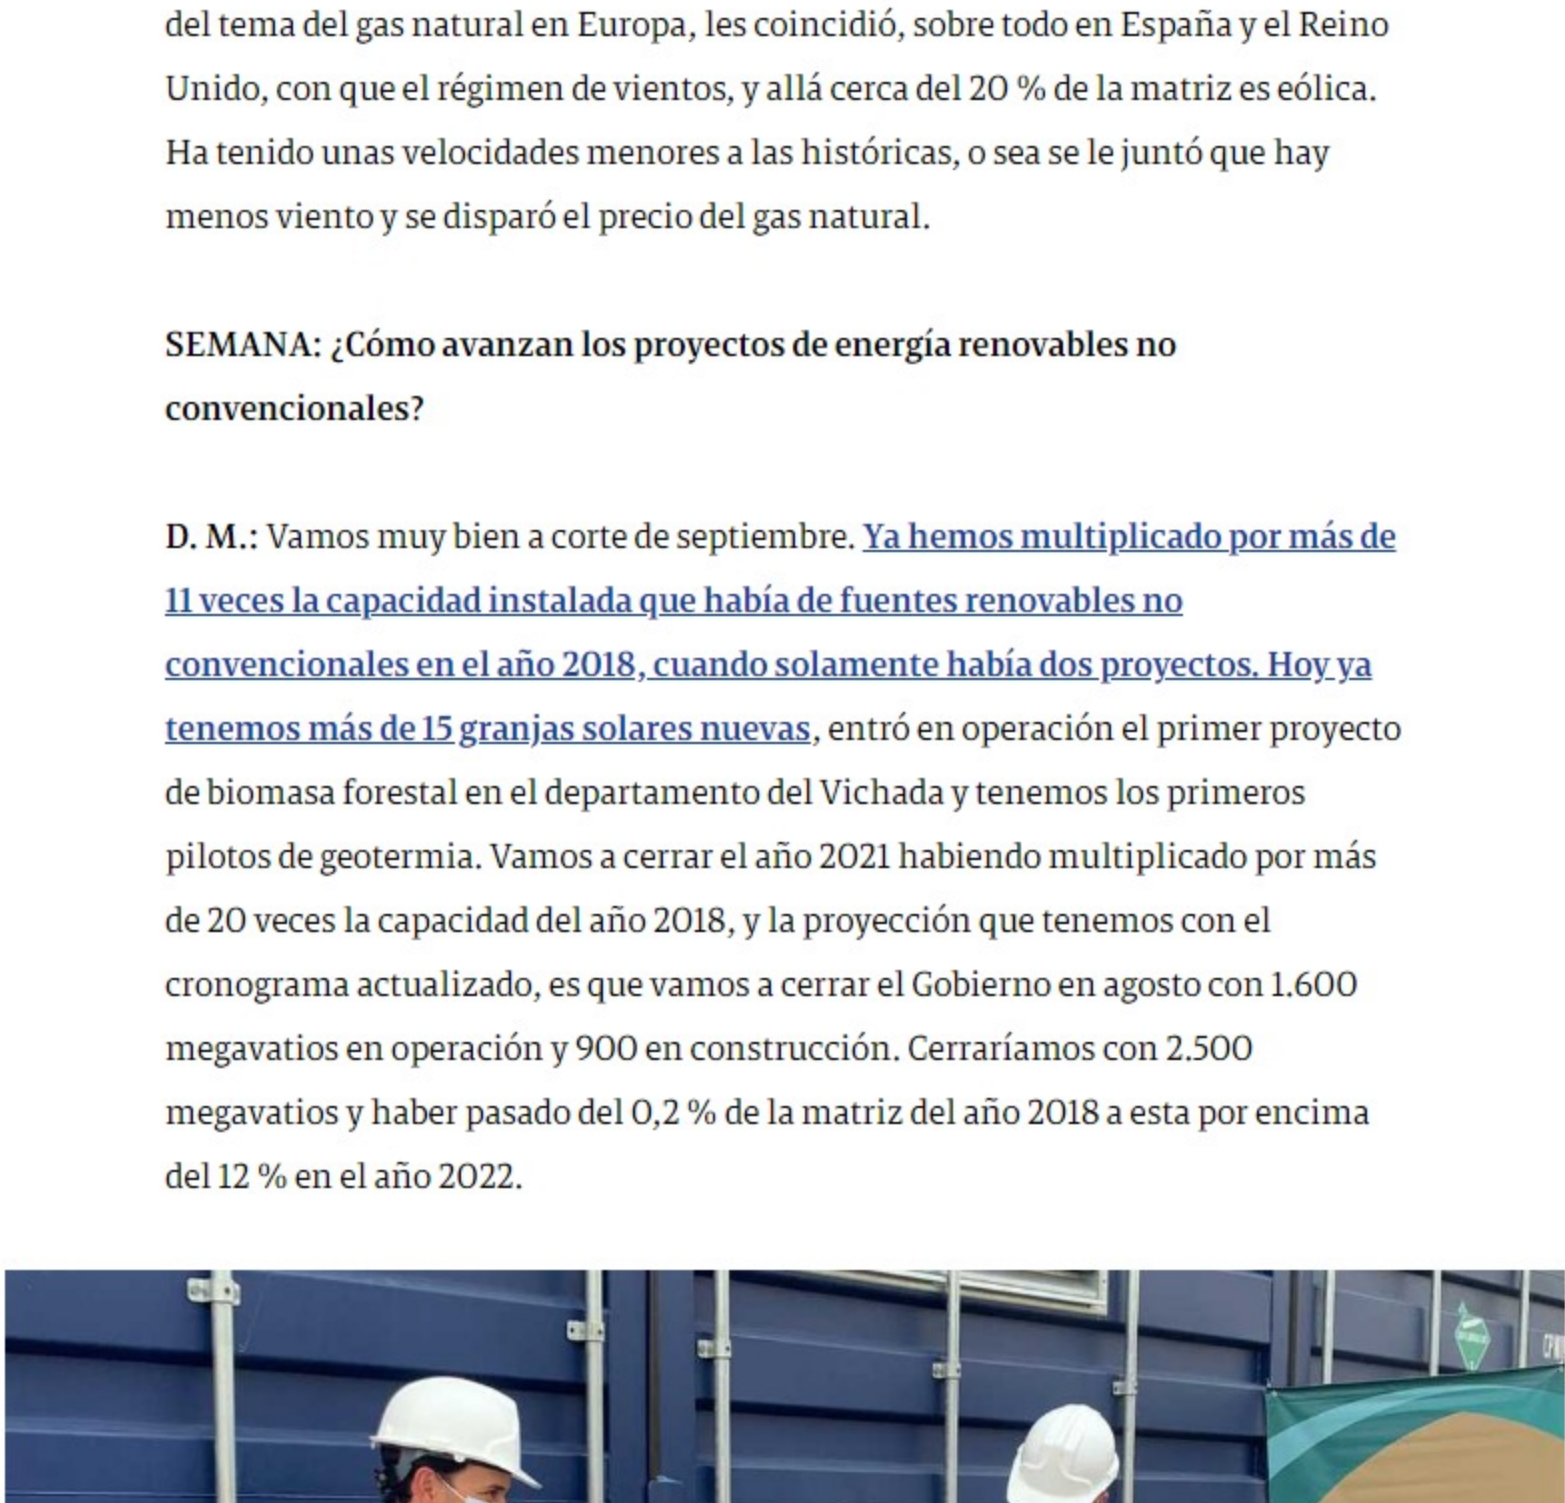 del tema del gas natural en Europa, les coincidió, sobre todo en España y el Reino
Unido, con que el régimen de vientos, y allá cerca del 20 % de la matriz es eólica.
Ha tenido unas velocidades menores a las históricas, o sea se le juntó que hay
menos viento y se disparó el precio del gas natural.
SEMANA: ¿Cómo avanzan los proyectos de energía renovables no
convencionales?
D. M.: Vamos muy bien a corte de septiembre. Ya hemos multiplicado por más de
11 veces la capacidad instalada que había de fuentes renovables no
convencionales en el año 2018, cuando solamente había dos proyectos. Hoy ya
tenemos más de 15 granjas solares nuevas, entró en operación el primer proyecto
de biomasa forestal en el departamento del Vichada y tenemos los primeros
pilotos de geotermia. Vamos a cerrar el año 2021 habiendo multiplicado por más
de 20 veces la capacidad del año 2018, y la proyección que tenemos con el
cronograma actualizado, es que vamos a cerrar el Gobierno en agosto con 1.600
megavatios en operación y 900 en construcción. Cerraríamos con 2.500
megavatios y haber pasado del 0,2 % de la matriz del año 2018 a esta por encima
del 12 % en el año 2022.